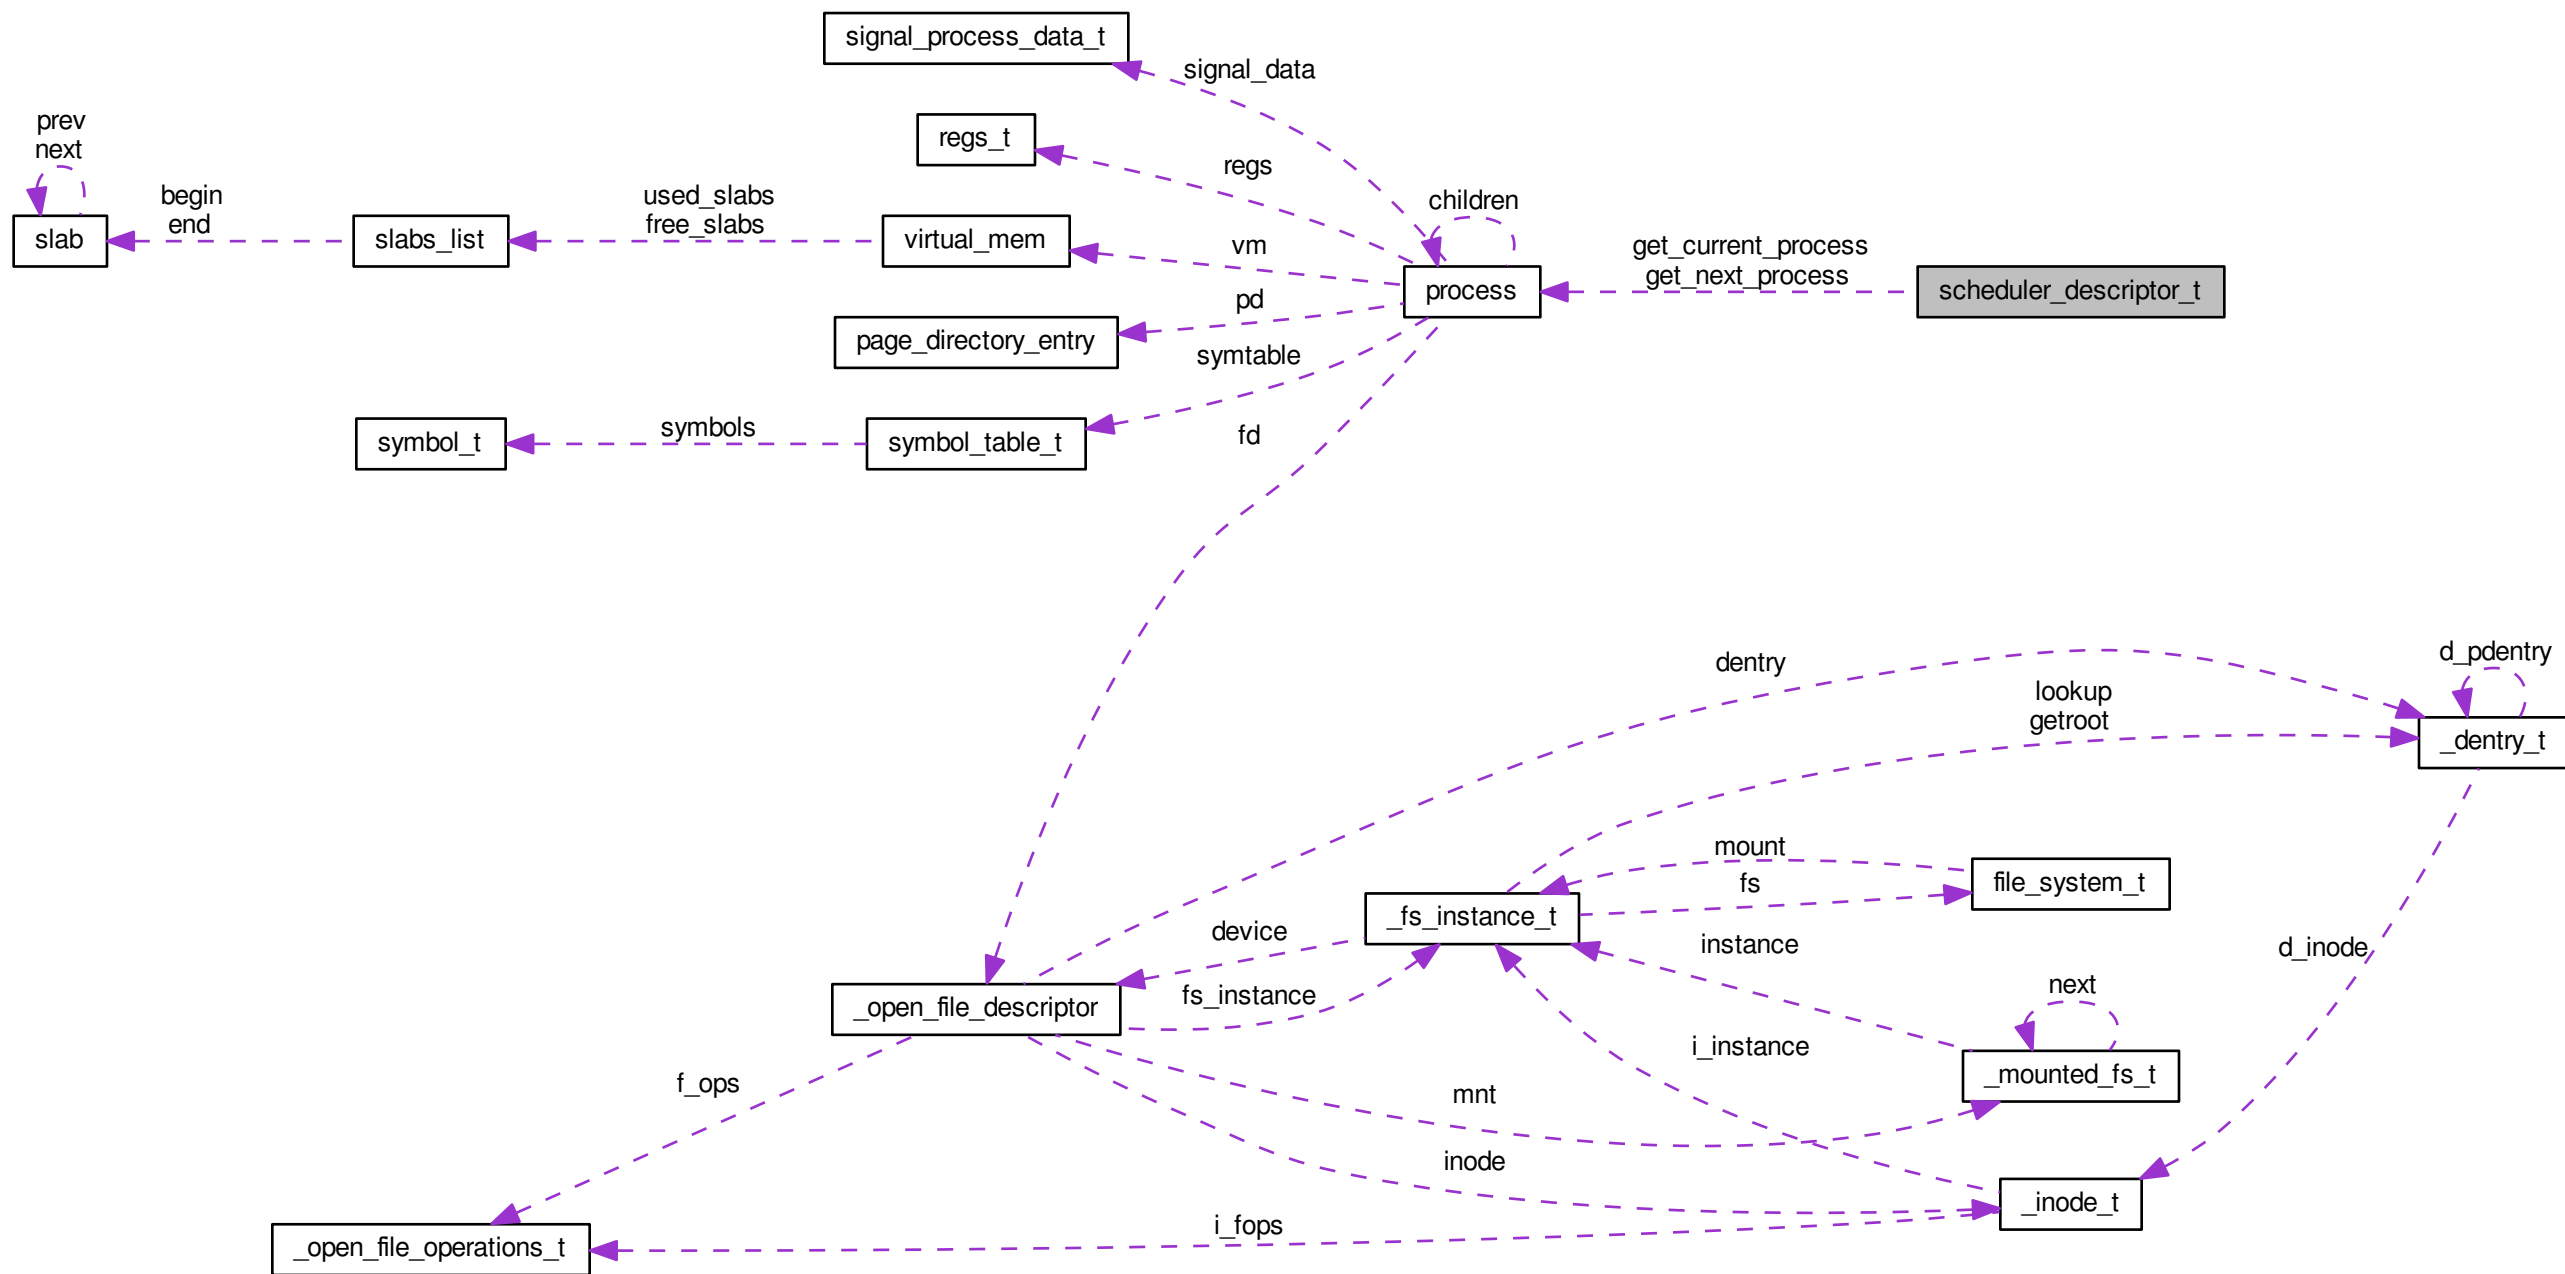 signal_process_data_t
signal_data
prev
next
regs_t
regs
begin
end
used_slabs
free_slabs
children
slab
slabs_list
virtual_mem
vm
get_current_process
get_next_process
process
scheduler_descriptor_t
pd
page_directory_entry
symtable
symbol_t
symbols
symbol_table_t
fd
dentry
d_pdentry
lookup
getroot
_dentry_t
mount
fs
file_system_t
_fs_instance_t
device
instance
d_inode
fs_instance
next
_open_file_descriptor
i_instance
_mounted_fs_t
f_ops
mnt
inode
_inode_t
i_fops
_open_file_operations_t